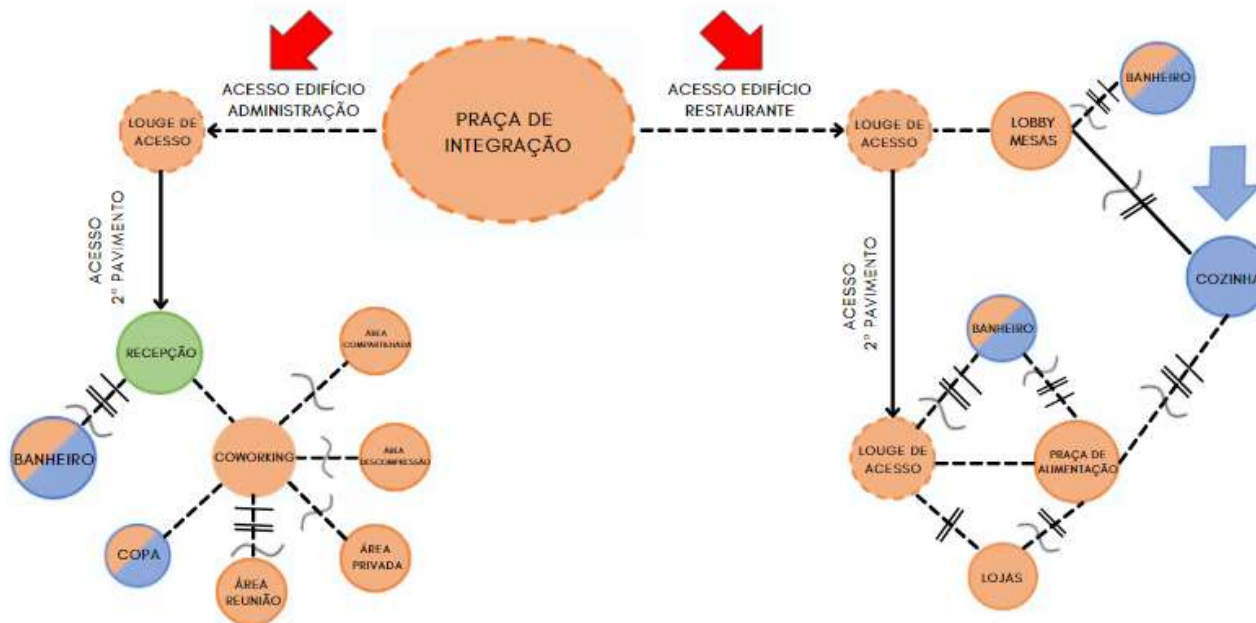 ACESSO EDIFÍCIO
ADMINISTRAÇÃO
PRAÇA DE
INTEGRAÇÃO
ACESSO EDIFÍCIO
RESTAURANTE
LOUGE DE
ACESSO
LOUGE DE
ACESSO
LOBBY
MESAS
BANHEIRO
COZINHA
ACESSO
2º PAVIMENTO
ACESSO
2º PAVIMENTO
RECEPÇÃO
BANHEIRO
COWORKING
ÁREA
COMPARTILHADA
ÁREA
DESCOMPRESSÃO
ÁREA
PRIVADA
ÁREA
REUNIÃO
COPA
BANHEIRO
LOUGE DE
ACESSO
PRAÇA DE
ALIMENTAÇÃO
LOJAS